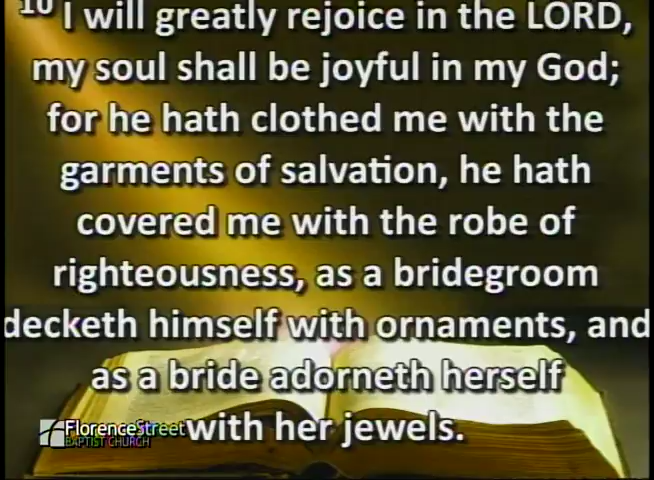 10 I will greatly rejoice in the LORD,
my soul shall be joyful in my God;
for he hath clothed me with the
garments of salvation, he hath
covered me with the robe of
righteousness, as a bridegroom
decketh himself with ornaments, and
as a bride adorneth herself
with her jewels.
FlorenceStreet
BAPTIST CHURCH